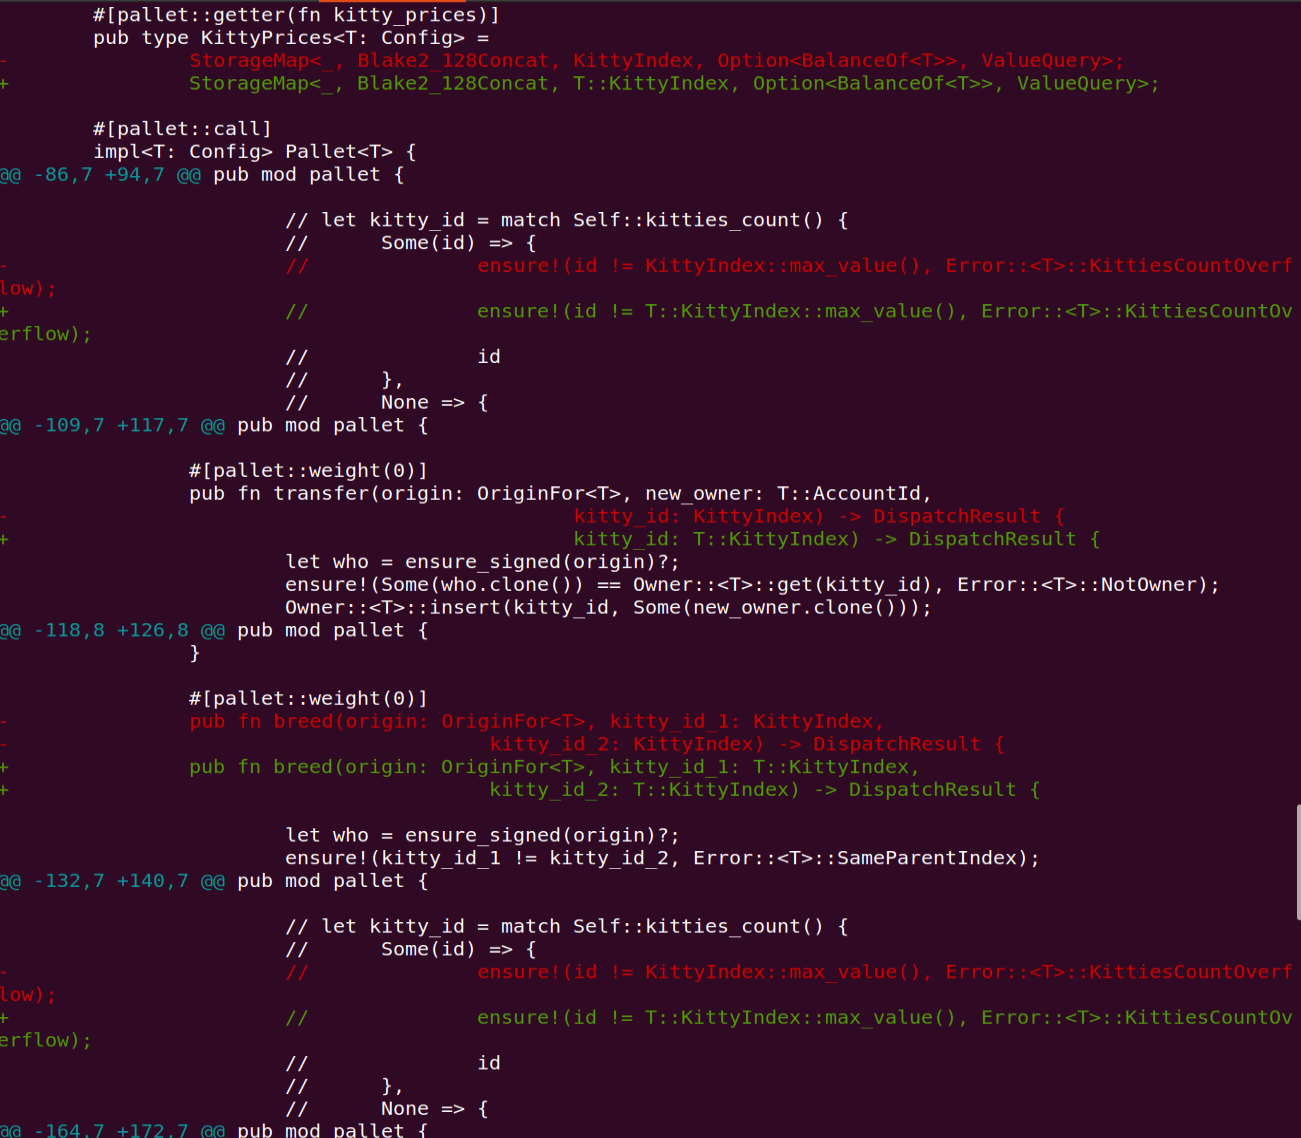 #[pallet::getter(fn kitty_prices)]
        pub type KittyPrices<T: Config> =
-               StorageMap<_, Blake2_128Concat, KittyIndex, Option<BalanceOf<T>>, ValueQuery>;
+               StorageMap<_, Blake2_128Concat, T::KittyIndex, Option<BalanceOf<T>>, ValueQuery>;

        #[pallet::call]
        impl<T: Config> Pallet<T> {
@@ -86,7 +94,7 @@ pub mod pallet {

                        // let kitty_id = match Self::kitties_count() {
                        //      Some(id) => {
-                       //              ensure!(id != KittyIndex::max_value(), Error::<T>::KittiesCountOverf
low);
+                       //              ensure!(id != T::KittyIndex::max_value(), Error::<T>::KittiesCountOv
erflow);
                        //              id
                        //      },
                        //      None => {
@@ -109,7 +117,7 @@ pub mod pallet {

                #[pallet::weight(0)]
                pub fn transfer(origin: OriginFor<T>, new_owner: T::AccountId,
-                                               kitty_id: KittyIndex) -> DispatchResult {
+                                               kitty_id: T::KittyIndex) -> DispatchResult {
                        let who = ensure_signed(origin)?;
                        ensure!(Some(who.clone()) == Owner::<T>::get(kitty_id), Error::<T>::NotOwner);
                        Owner::<T>::insert(kitty_id, Some(new_owner.clone()));
@@ -118,8 +126,8 @@ pub mod pallet {
                }

                #[pallet::weight(0)]
-               pub fn breed(origin: OriginFor<T>, kitty_id_1: KittyIndex,
-                                        kitty_id_2: KittyIndex) -> DispatchResult {
+               pub fn breed(origin: OriginFor<T>, kitty_id_1: T::KittyIndex,
+                                        kitty_id_2: T::KittyIndex) -> DispatchResult {

                        let who = ensure_signed(origin)?;
                        ensure!(kitty_id_1 != kitty_id_2, Error::<T>::SameParentIndex);
@@ -132,7 +140,7 @@ pub mod pallet {

                        // let kitty_id = match Self::kitties_count() {
                        //      Some(id) => {
-                       //              ensure!(id != KittyIndex::max_value(), Error::<T>::KittiesCountOverf
low);
+                       //              ensure!(id != T::KittyIndex::max_value(), Error::<T>::KittiesCountOv
erflow);
                        //              id
                        //      },
                        //      None => {
@@ -164,7 +172,7 @@ pub mod pallet {